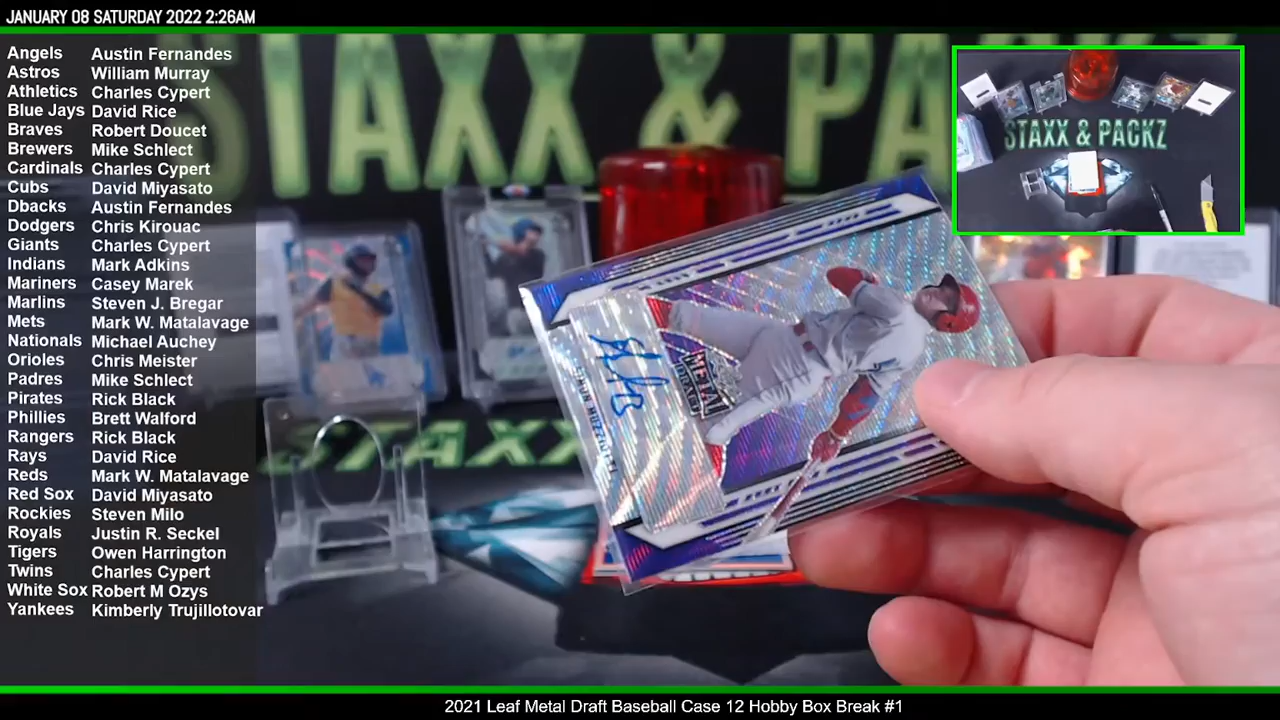 JANUARY 08 SATURDAY 2022 2:26AM
Angels Austin Fernandes
Astros William Murray
Athletics Charles Cypert
Blue Jays David Rice
Braves Robert Doucet
Brewers Mike Schlect
Cardinals Charles Cypert
Cubs David Miyasato
Dbacks Austin Fernandes
Dodgers Chris Kirouac
Giants Charles Cypert
Indians Mark Adkins
Mariners Casey Marek
Marlins Steven J. Bregar
Mets Mark W. Matalavage
Nationals Michael Auchey
Orioles Chris Meister
Padres Mike Schlect
Pirates Rick Black
Phillies Brett Walford
Rangers Rick Black
Rays David Rice
Reds Mark W. Matalavage
Red Sox David Miyasato
Rockies Steven Milo
Royals Justin R. Seckel
Tigers Owen Harrington
Twins Charles Cypert
White Sox Robert M Ozys
Yankees Kimberly Trujillotovar
STAXX & PA
STAXX
METAL
DRAFT
STAXX & PACKZ
2021 Leaf Metal Draft Baseball Case 12 Hobby Box Break #1